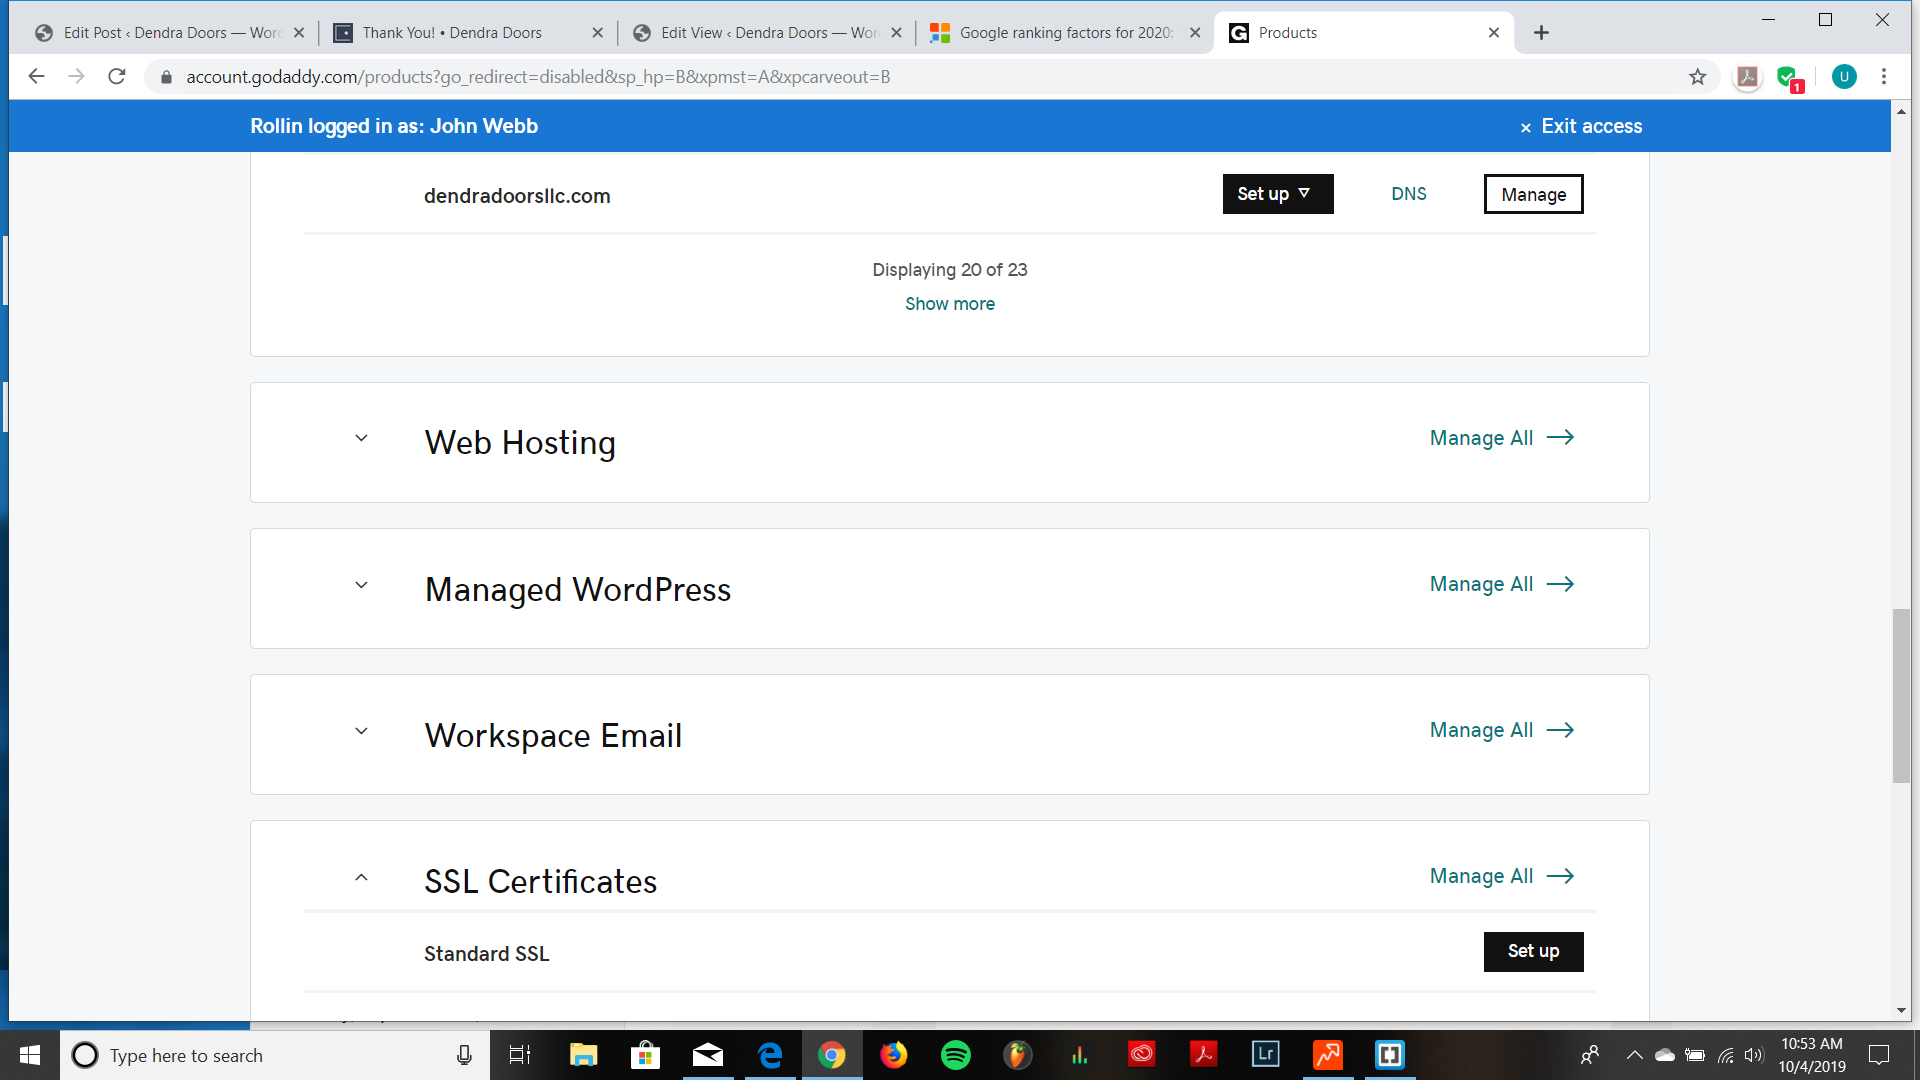 Edit Post ‹ Dendra Doors — Word
Thank You! • Dendra Doors
Edit View ‹ Dendra Doors — Wor
Google ranking factors for 2020:
Products
account.godaddy.com/products?go_redirect=disabled&sp_hp=B&xpmst=A&xpcarveout=B
1
U
Rollin logged in as: John Webb
× Exit access
dendradoorsllc.com
Set up
DNS
Manage
Displaying 20 of 23
Show more
Web Hosting
Manage All
Managed WordPress
Manage All
Workspace Email
Manage All
SSL Certificates
Manage All
Standard SSL
Set up
Type here to search
Lr
10:53 AM
10/4/2019